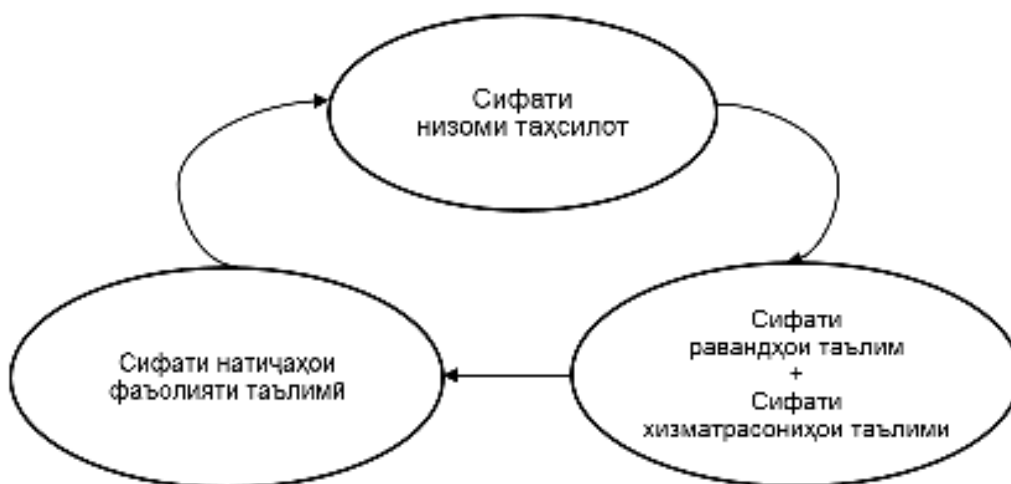 Сифати
низоми таҳсилот
Сифати натиҷаҳои
фаъолияти таълимӣ
Сифати
равандҳои таълим
+
Сифати
хизматрасониҳои таълими